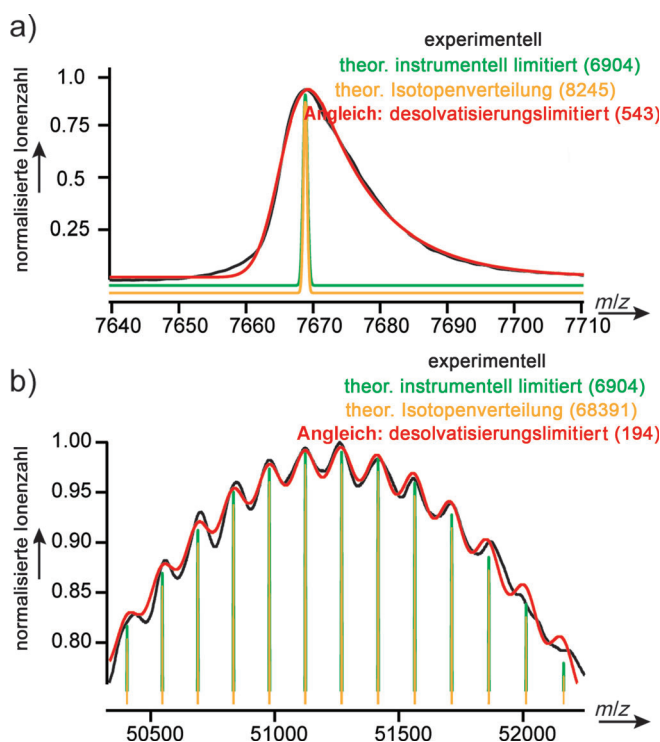 a)
experimentell
theor. instrumentell limitiert (6904)
theor. Isotopenverteilung (8245)
Angleich: desolvatisierungslimitiert (543)
normalisierte Ionenzahl
1.0
0.75
0.5
0.25
m/z
7640 7650 7660 7670 7680 7690 7700 7710
b)
experimentell
theor. instrumentell limitiert (6904)
theor. Isotopenverteilung (68391)
Angleich: desolvatisierungslimitiert (194)
normalisierte Ionenzahl
1.00
0.95
0.90
0.85
0.80
m/z
50500 51000 51500 52000